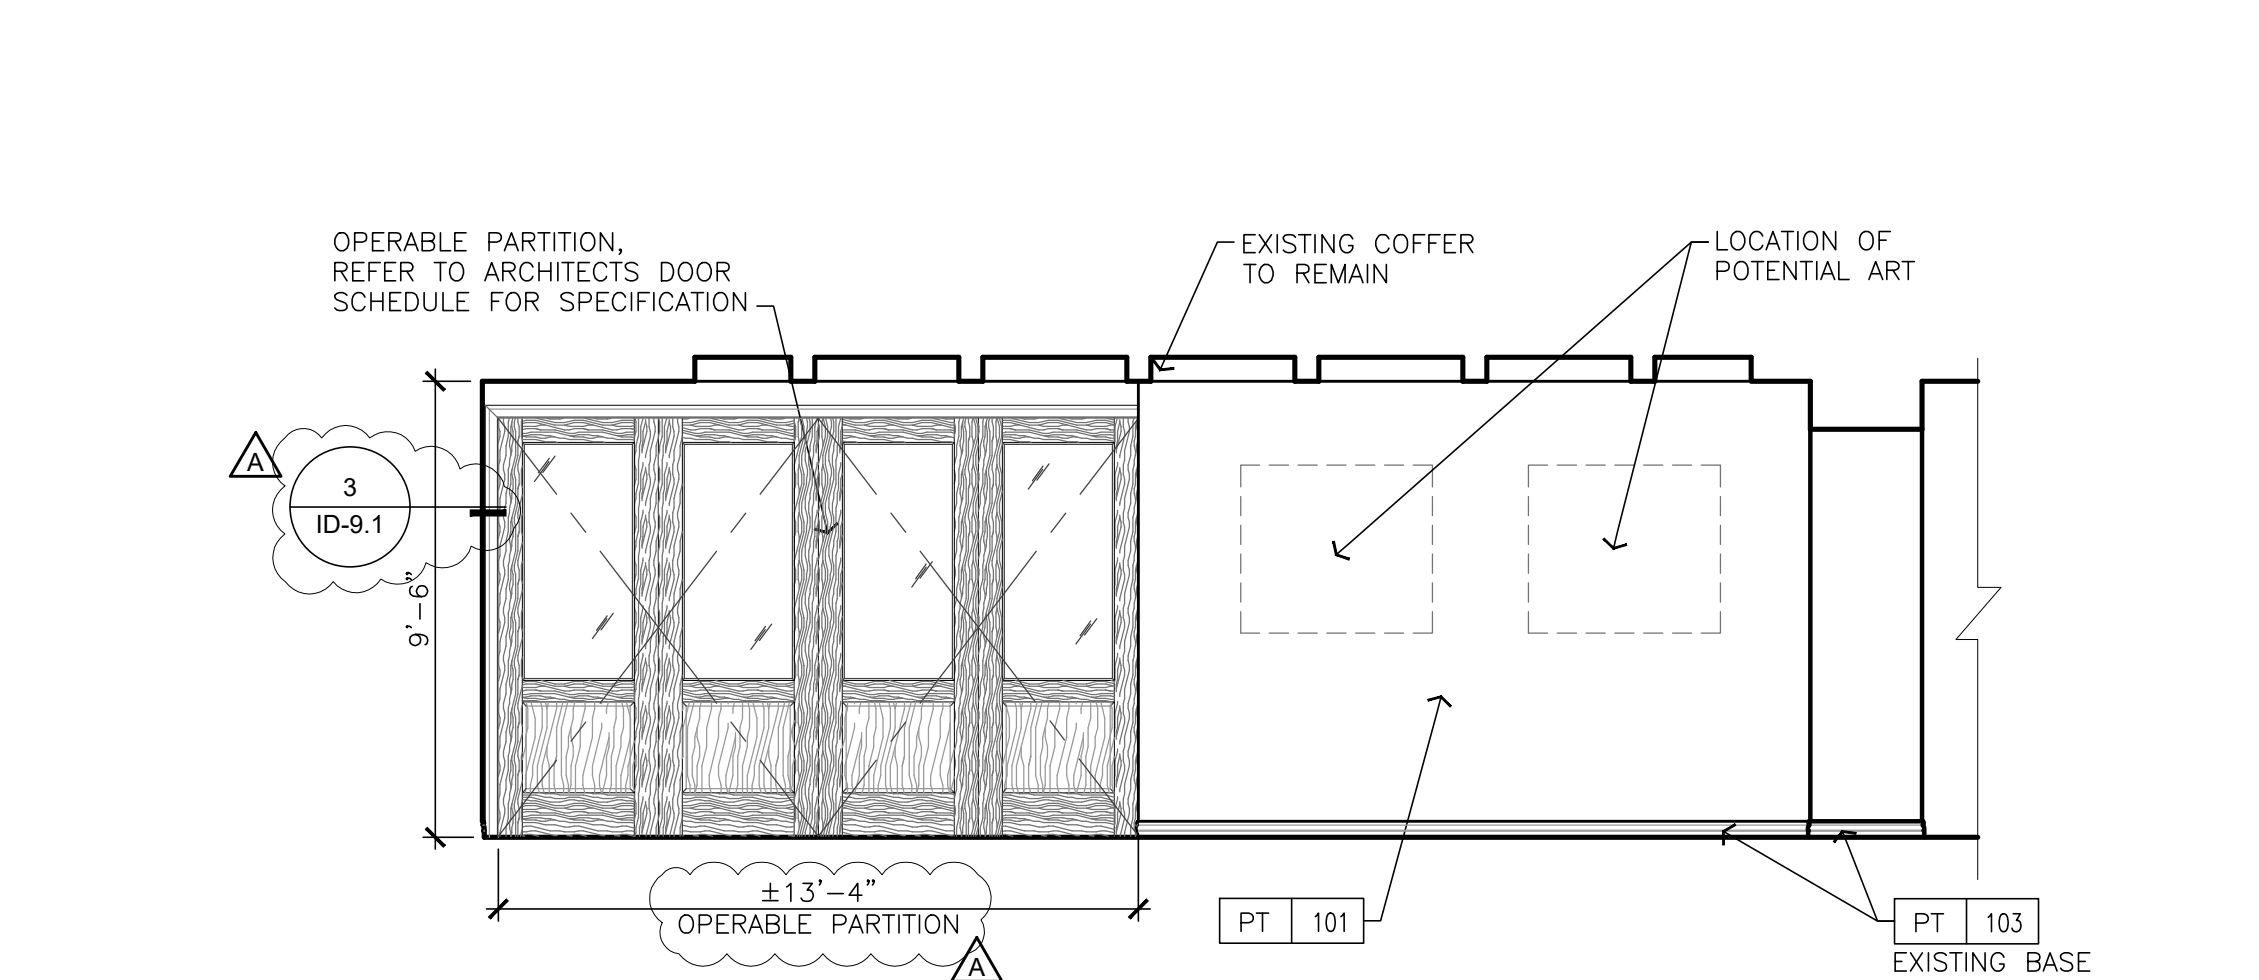 OPERABLE PARTITION,
REFER TO ARCHITECTS DOOR
SCHEDULE FOR SPECIFICATION
EXISTING COFFER
TO REMAIN
LOCATION OF
POTENTIAL ART
A
3
ID-9.1
9'-6"
±13'-4"
OPERABLE PARTITION
A
PT 101
PT 103
EXISTING BASE